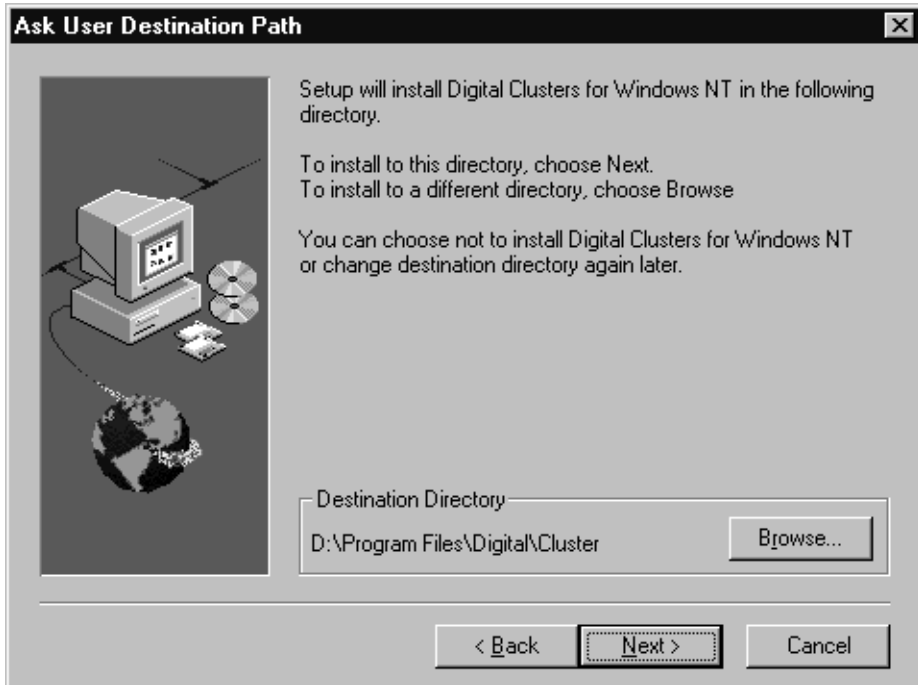 Ask User Destination Path
Setup will install Digital Clusters for Windows NT in the following
directory.
To install to this directory, choose Next.
To install to a different directory, choose Browse
You can choose not to install Digital Clusters for Windows NT
or change destination directory again later.
Destination Directory
D:\Program Files\Digital\Cluster
Browse...
< Back
Next >
Cancel